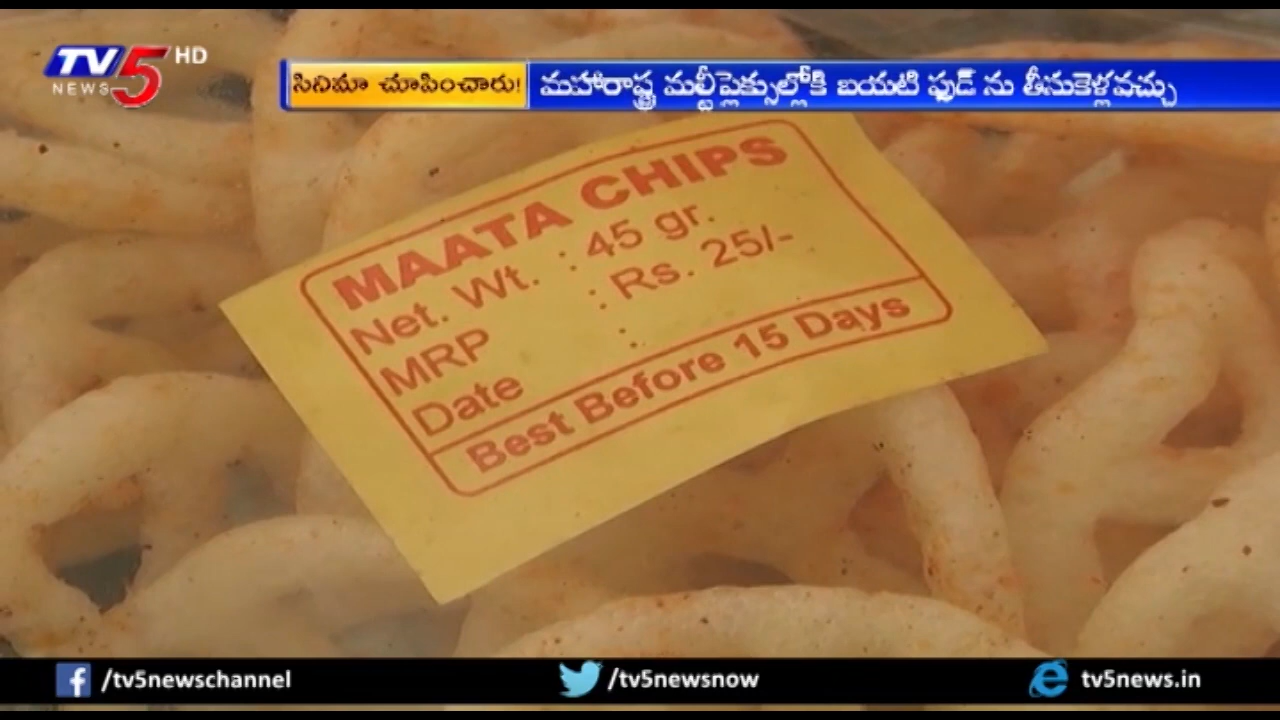 TV5 HD
NEWS
సినిమా చూపించారు!
మహారాష్ట్ర మల్టీప్లెక్సుల్లోకి బయటి ఫుడ్ ను తీసుకెళ్లవచ్చు
MAATA CHIPS
Net. Wt. : 45 gr.
MRP : Rs. 25/-
Date :
Best Before 15 Days
/tv5newschannel
/tv5newsnow
tv5news.in